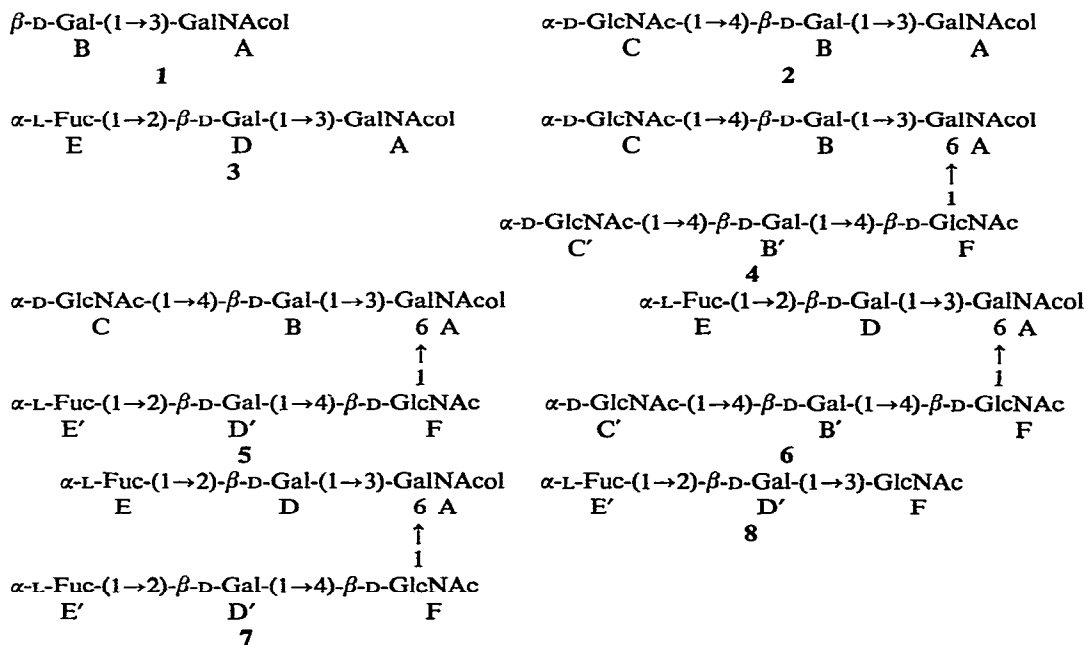 β-D-Gal-(1→3)-GalNAcol
B A
1
α-D-GlcNAc-(1→4)-β-D-Gal-(1→3)-GalNAcol
C B A
2
α-L-Fuc-(1→2)-β-D-Gal-(1→3)-GalNAcol
E D A
3
α-D-GlcNAc-(1→4)-β-D-Gal-(1→3)-GalNAcol
C B 6 A
↑
1
α-D-GlcNAc-(1→4)-β-D-Gal-(1→4)-β-D-GlcNAc
C′ B′ F
4
α-D-GlcNAc-(1→4)-β-D-Gal-(1→3)-GalNAcol
C B 6 A
↑
1
α-L-Fuc-(1→2)-β-D-Gal-(1→4)-β-D-GlcNAc
E′ D′ F
5
α-L-Fuc-(1→2)-β-D-Gal-(1→3)-GalNAcol
E D 6 A
↑
1
α-D-GlcNAc-(1→4)-β-D-Gal-(1→4)-β-D-GlcNAc
C′ B′ F
6
α-L-Fuc-(1→2)-β-D-Gal-(1→3)-GalNAcol
E D 6 A
↑
1
α-L-Fuc-(1→2)-β-D-Gal-(1→4)-β-D-GlcNAc
E′ D′ F
7
α-L-Fuc-(1→2)-β-D-Gal-(1→3)-GlcNAc
E′ D′ F
8